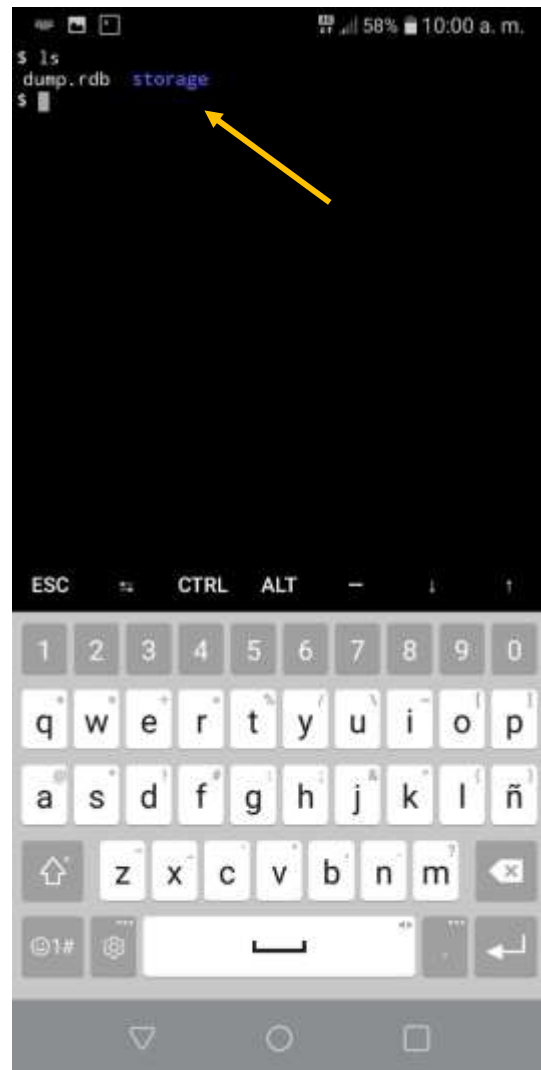 58% 10:00 a. m.
$ ls
dump.rdb storage
$
ESC CTRL ALT —
1 2 3 4 5 6 7 8 9 0
q w e r t y u i o p
a s d f g h j k l ñ
z x c v b n m
1# .